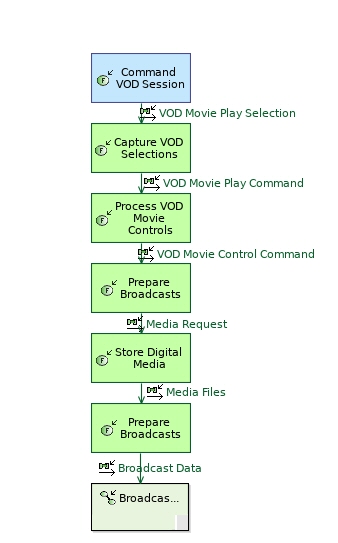 Command
VOD Session
VOD Movie Play Selection
Capture VOD
Selections
VOD Movie Play Command
Process VOD
Movie
Controls
VOD Movie Control Command
Prepare
Broadcasts
Media Request
Store Digital
Media
Media Files
Prepare
Broadcasts
Broadcast Data
Broadcas...